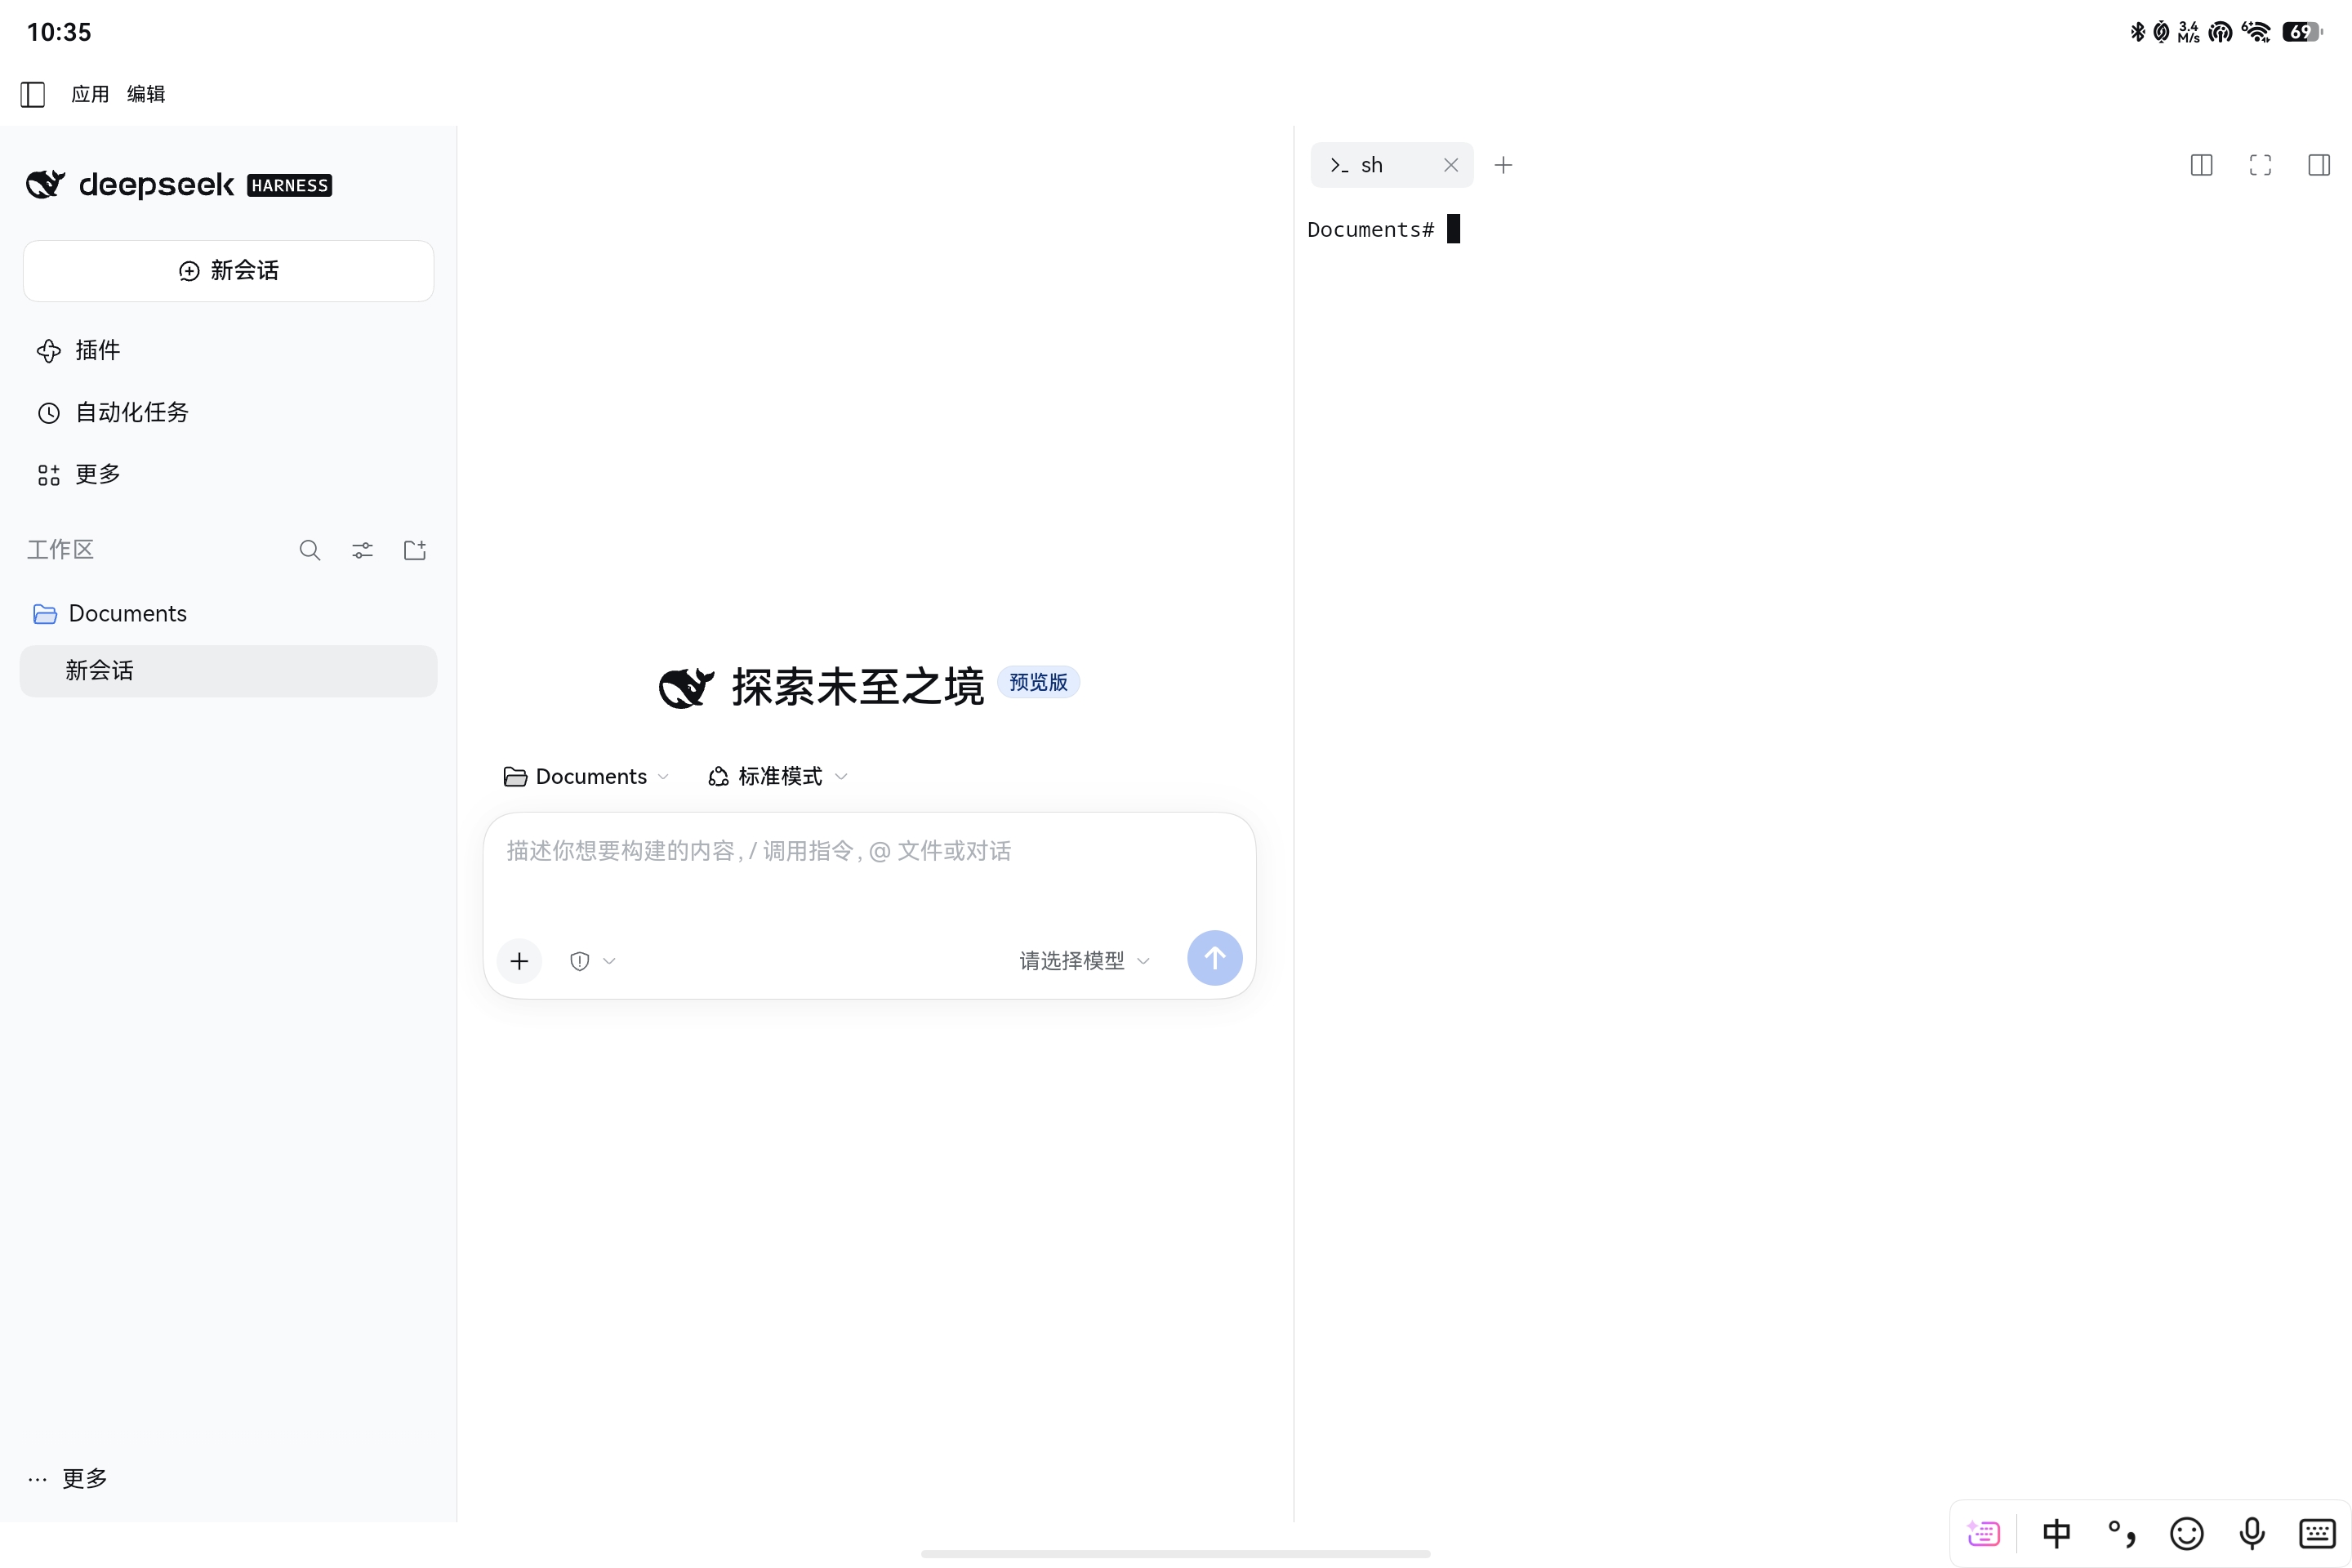 10:35
3.4 M/s
69
应用 编辑
deepseek HARNESS
新会话
插件
自动化任务
更多
工作区
Documents
新会话
更多
探索未至之境 预览版
Documents 标准模式
描述你想要构建的内容, / 调用指令, @ 文件或对话
请选择模型
>_ sh
Documents#
中 °,